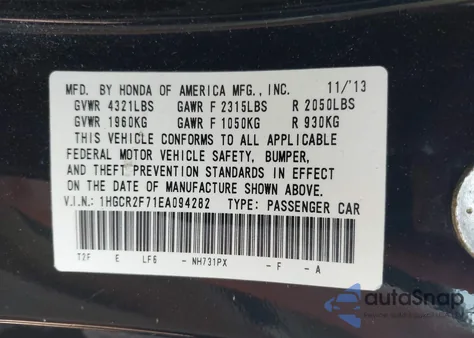 MFD. BY HONDA OF AMERICA MFG., INC. 11/'13
GVWR 4321LBS GAWR F 2315LBS R 2050LBS
GVWR 1960KG GAWR F 1050KG R 930KG
THIS VEHICLE CONFORMS TO ALL APPLICABLE
FEDERAL MOTOR VEHICLE SAFETY, BUMPER,
AND THEFT PREVENTION STANDARDS IN EFFECT
ON THE DATE OF MANUFACTURE SHOWN ABOVE.
V.I.N.: 1HGCR2F71EA094282 TYPE: PASSENGER CAR
T2F E LF6 -NH731PX -F -A
autoSnap